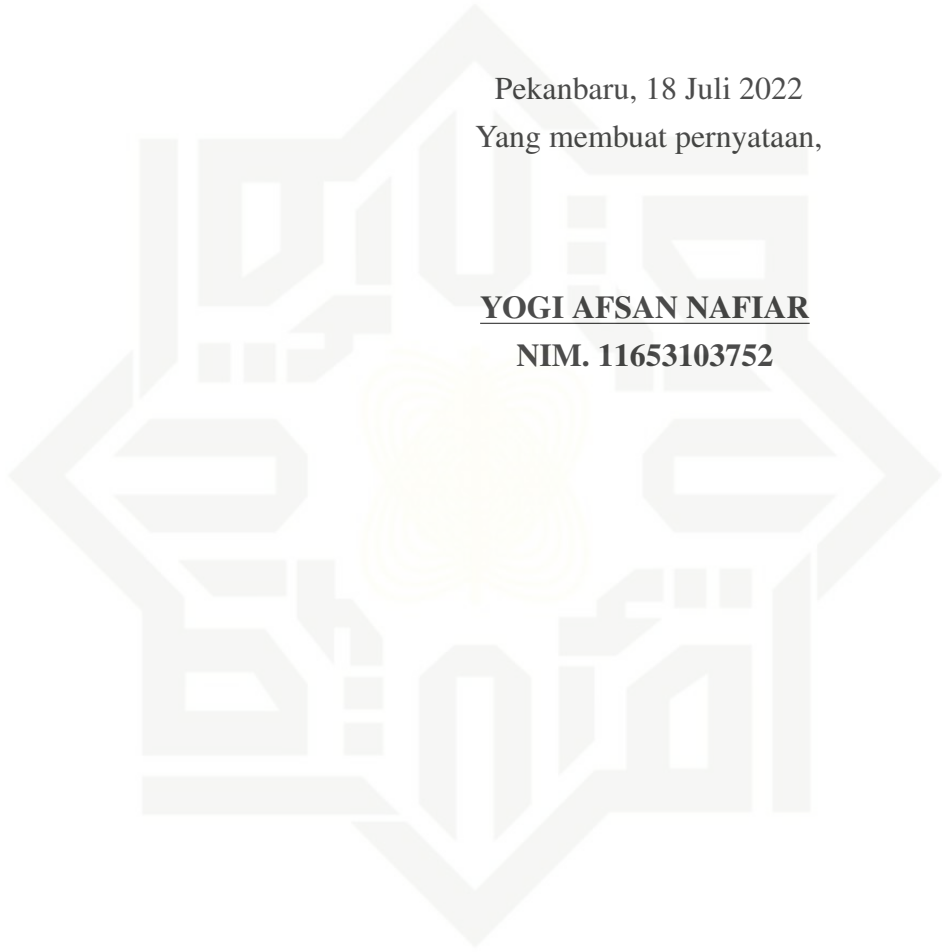 Pekanbaru, 18 Juli 2022
Yang membuat pernyataan,
YOGI AFSAN NAFIAR
NIM. 11653103752